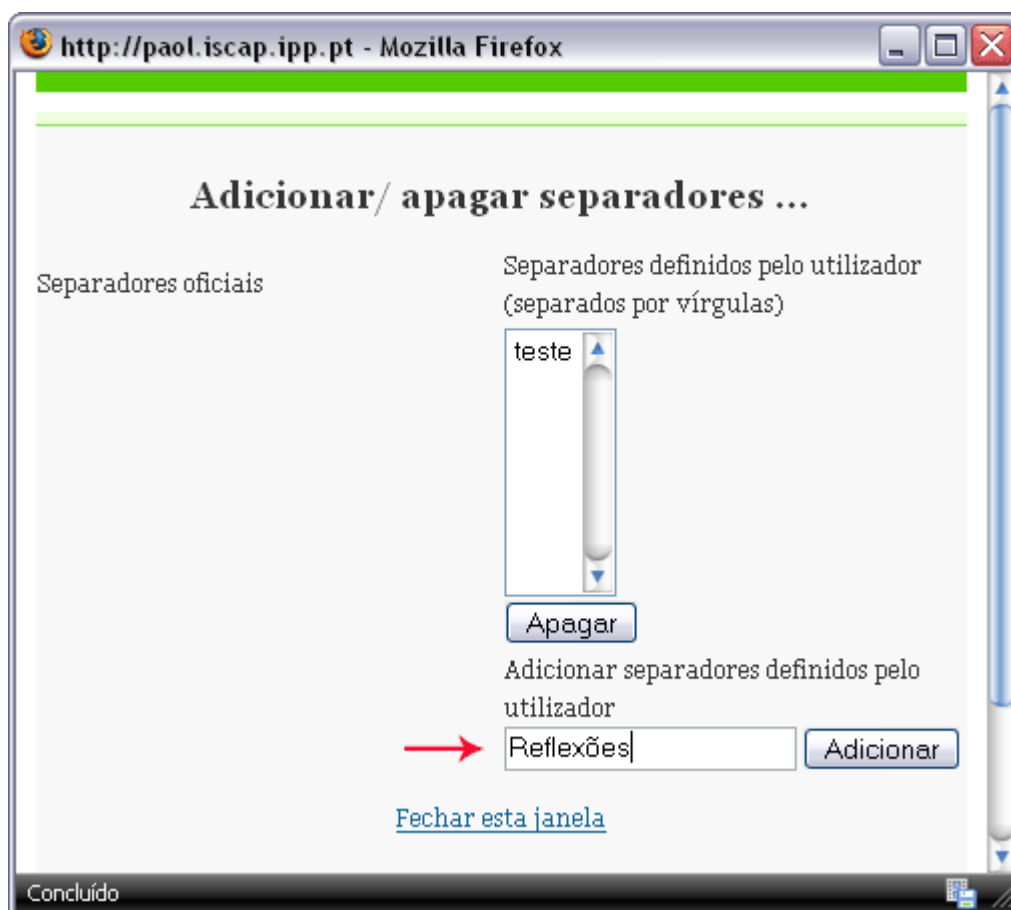 http://paol.iscap.ipp.pt - Mozilla Firefox
Adicionar/ apagar separadores ...
Separadores oficiais
Separadores definidos pelo utilizador
(separados por vírgulas)
teste
Apagar
Adicionar separadores definidos pelo
utilizador
Reflexões
Adicionar
Fechar esta janela
Concluído